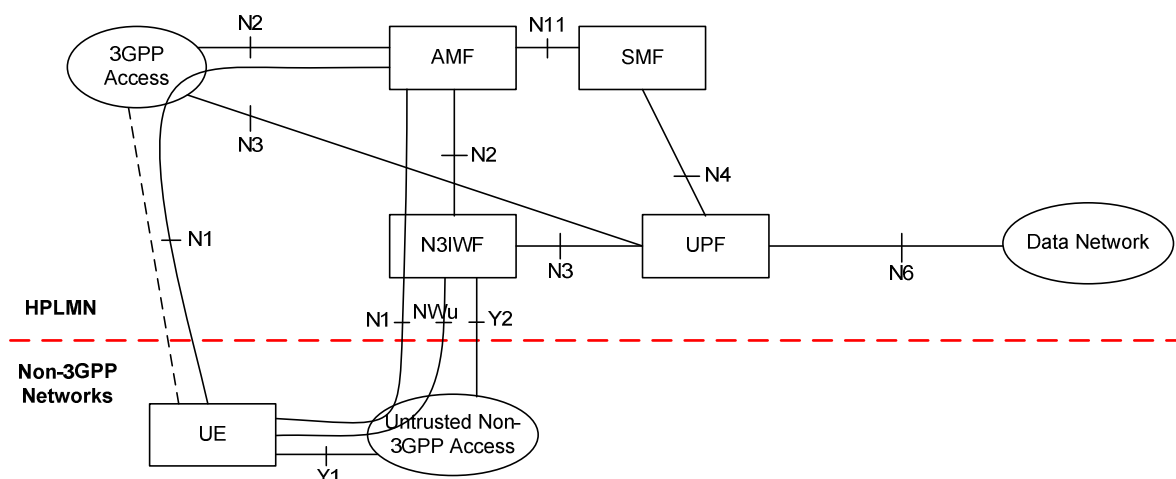 N2
N11
3GPP
Access
AMF
SMF
N3
N2
N4
N1
N3IWF
UPF
Data Network
N3
N6
HPLMN
N1
NWu
Y2
Non-3GPP
Networks
UE
Untrusted Non-
3GPP Access
Y1